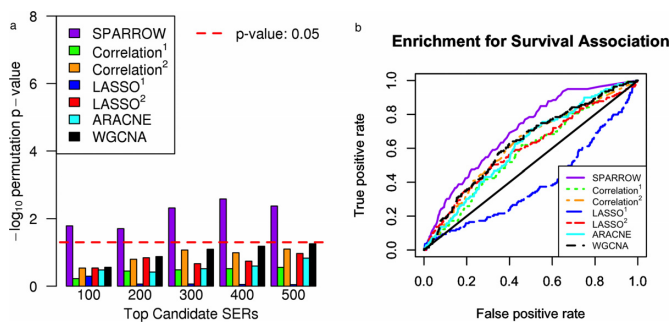 a
8
6
4
2
0
−log10 permutation p−value
SPARROW
Correlation1
Correlation2
LASSO1
LASSO2
ARACNE
WGCNA
p-value: 0.05
100 200 300 400 500
Top Candidate SERs
b
Enrichment for Survival Association
1.0
0.8
0.6
0.4
0.2
0.0
True positive rate
SPARROW
Correlation1
Correlation2
LASSO1
LASSO2
ARACNE
WGCNA
0.0 0.2 0.4 0.6 0.8 1.0
False positive rate